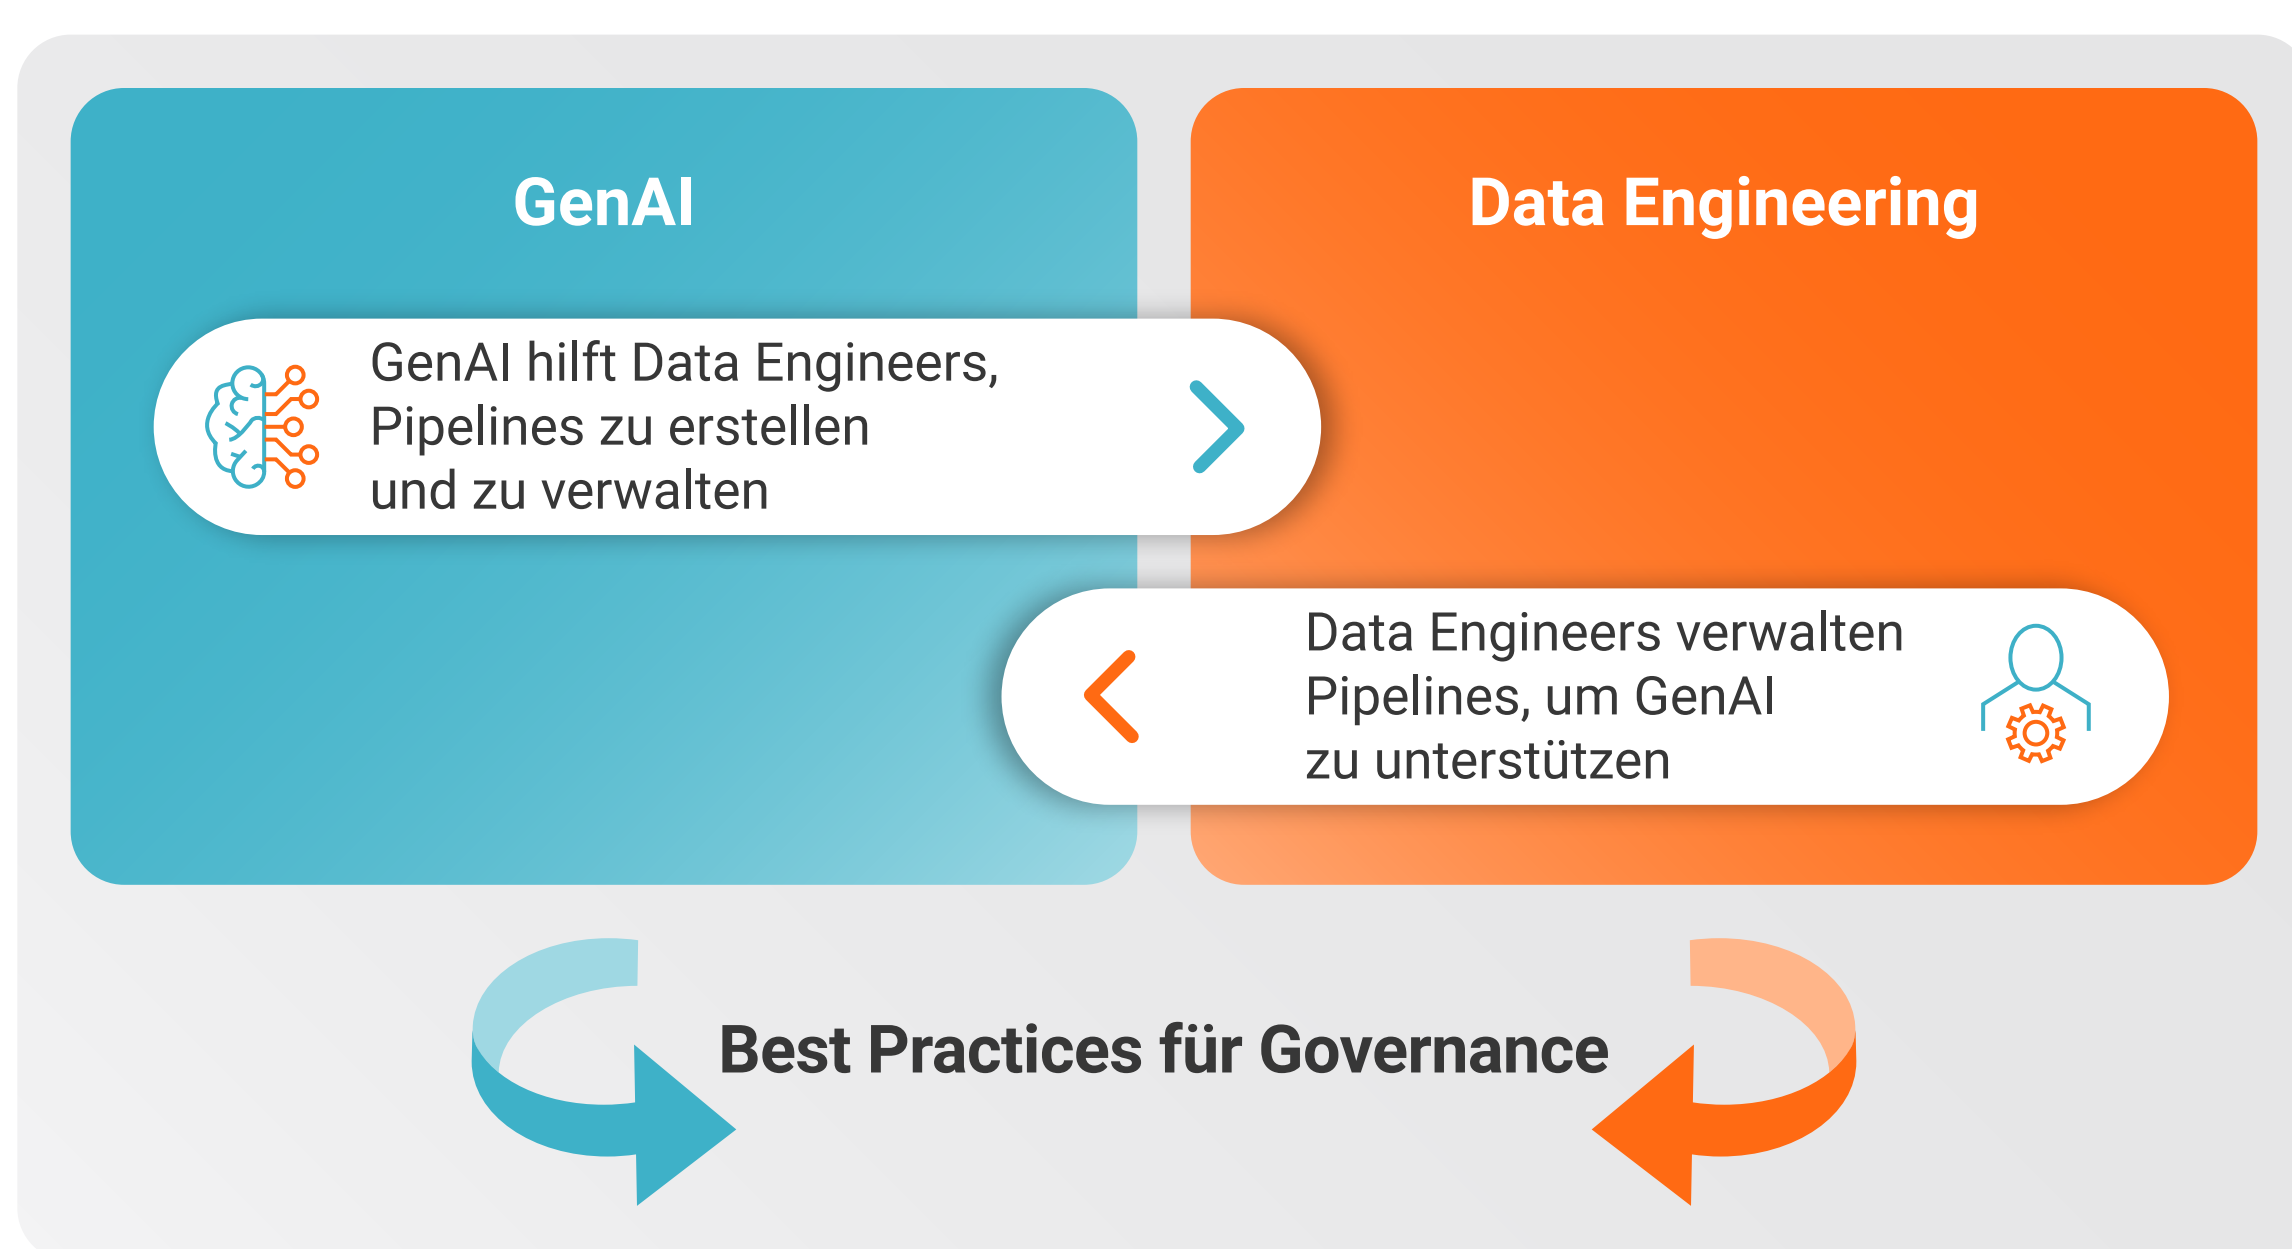 GenAI
Data Engineering
GenAI hilft Data Engineers,
Pipelines zu erstellen
und zu verwalten
Data Engineers verwalten
Pipelines, um GenAI
zu unterstützen
Best Practices für Governance